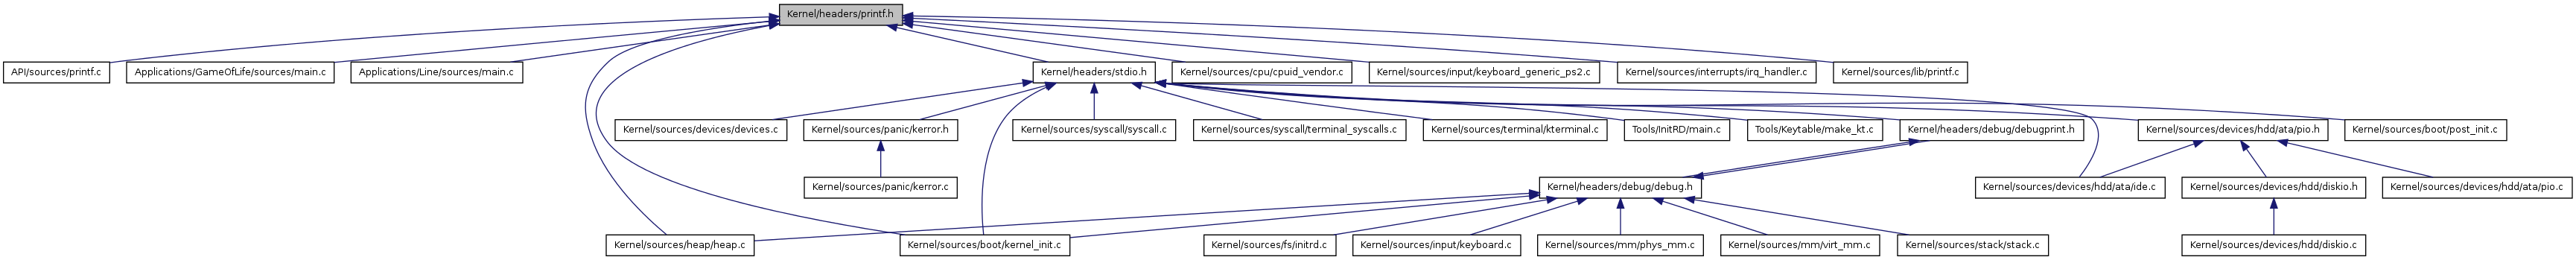 Kernel/headers/printf.h
API/sources/printf.c
Applications/GameOfLife/sources/main.c
Applications/Line/sources/main.c
Kernel/headers/stdio.h
Kernel/sources/cpu/cpuid_vendor.c
Kernel/sources/input/keyboard_generic_ps2.c
Kernel/sources/interrupts/irq_handler.c
Kernel/sources/lib/printf.c
Kernel/sources/devices/devices.c
Kernel/sources/panic/kerror.h
Kernel/sources/syscall/syscall.c
Kernel/sources/syscall/terminal_syscalls.c
Kernel/sources/terminal/kterminal.c
Tools/InitRD/main.c
Tools/Keytable/make_kt.c
Kernel/headers/debug/debugprint.h
Kernel/sources/devices/hdd/ata/pio.h
Kernel/sources/boot/post_init.c
Kernel/sources/panic/kerror.c
Kernel/headers/debug/debug.h
Kernel/sources/devices/hdd/ata/ide.c
Kernel/sources/devices/hdd/diskio.h
Kernel/sources/devices/hdd/ata/pio.c
Kernel/sources/heap/heap.c
Kernel/sources/boot/kernel_init.c
Kernel/sources/fs/initrd.c
Kernel/sources/input/keyboard.c
Kernel/sources/mm/phys_mm.c
Kernel/sources/mm/virt_mm.c
Kernel/sources/stack/stack.c
Kernel/sources/devices/hdd/diskio.c